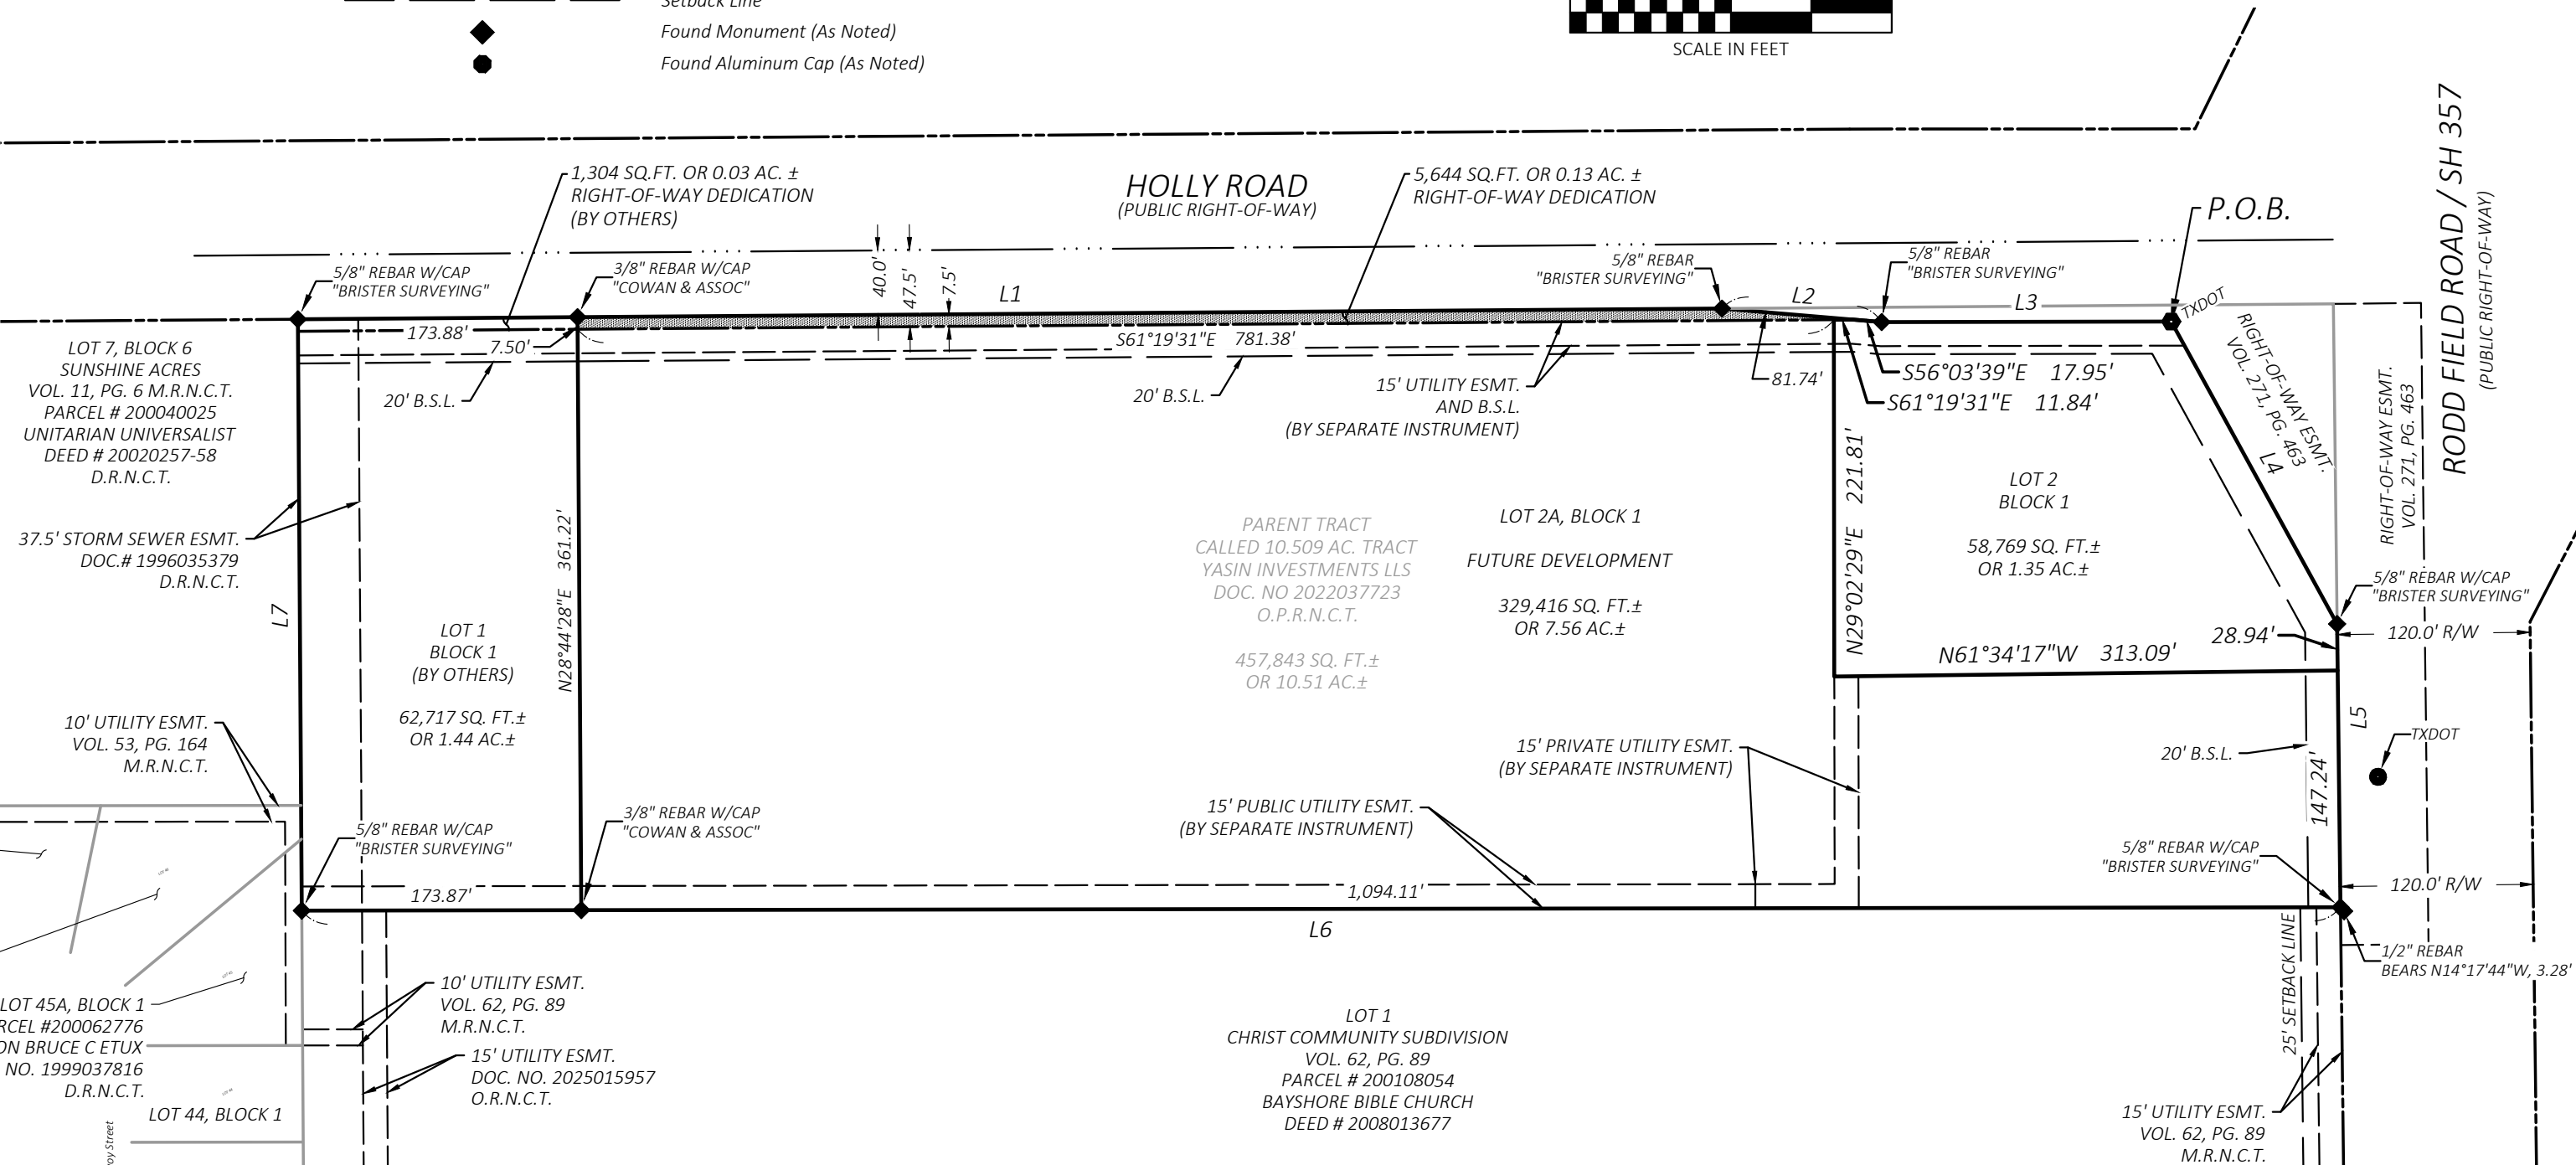 Setback Line
Found Monument (As Noted)
Found Aluminum Cap (As Noted)
SCALE IN FEET
1,304 SQ.FT. OR 0.03 AC. ±
RIGHT-OF-WAY DEDICATION
(BY OTHERS)
HOLLY ROAD
(PUBLIC RIGHT-OF-WAY)
5,644 SQ.FT. OR 0.13 AC. ±
RIGHT-OF-WAY DEDICATION
P.O.B.
RODD FIELD ROAD / SH 357
(PUBLIC RIGHT-OF-WAY)
5/8" REBAR W/CAP
"BRISTER SURVEYING"
3/8" REBAR W/CAP
"COWAN & ASSOC"
40.0'
47.5'
7.5'
L1
5/8" REBAR
"BRISTER SURVEYING"
L2
5/8" REBAR
"BRISTER SURVEYING"
L3
TXDOT
173.88'
7.50'
S61°19'31"E 781.38'
20' B.S.L.
20' B.S.L.
15' UTILITY ESMT.
AND B.S.L.
(BY SEPARATE INSTRUMENT)
81.74'
S56°03'39"E 17.95'
S61°19'31"E 11.84'
RIGHT-OF-WAY ESMT.
VOL. 271, PG. 463
L4
RIGHT-OF-WAY ESMT.
VOL. 271, PG. 463
LOT 7, BLOCK 6
SUNSHINE ACRES
VOL. 11, PG. 6 M.R.N.C.T.
PARCEL # 200040025
UNITARIAN UNIVERSALIST
DEED # 20020257-58
D.R.N.C.T.
37.5' STORM SEWER ESMT.
DOC.# 1996035379
D.R.N.C.T.
L7
N28°44'28"E 361.22'
LOT 1
BLOCK 1
(BY OTHERS)
62,717 SQ. FT.±
OR 1.44 AC.±
PARENT TRACT
CALLED 10.509 AC. TRACT
YASIN INVESTMENTS LLS
DOC. NO 2022037723
O.P.R.N.C.T.
457,843 SQ. FT.±
OR 10.51 AC.±
LOT 2A, BLOCK 1
FUTURE DEVELOPMENT
329,416 SQ. FT.±
OR 7.56 AC.±
N29°02'29"E 221.81'
LOT 2
BLOCK 1
58,769 SQ. FT.±
OR 1.35 AC.±
5/8" REBAR W/CAP
"BRISTER SURVEYING"
120.0' R/W
28.94'
N61°34'17"W 313.09'
L5
TXDOT
20' B.S.L.
147.24'
10' UTILITY ESMT.
VOL. 53, PG. 164
M.R.N.C.T.
15' PRIVATE UTILITY ESMT.
(BY SEPARATE INSTRUMENT)
15' PUBLIC UTILITY ESMT.
(BY SEPARATE INSTRUMENT)
5/8" REBAR W/CAP
"BRISTER SURVEYING"
3/8" REBAR W/CAP
"COWAN & ASSOC"
5/8" REBAR W/CAP
"BRISTER SURVEYING"
120.0' R/W
173.87'
1,094.11'
L6
25' SETBACK LINE
1/2" REBAR
BEARS N14°17'44"W, 3.28'
LOT 45A, BLOCK 1
RCEL #200062776
ON BRUCE C ETUX
NO. 1999037816
D.R.N.C.T.
LOT 44, BLOCK 1
10' UTILITY ESMT.
VOL. 62, PG. 89
M.R.N.C.T.
15' UTILITY ESMT.
DOC. NO. 2025015957
O.R.N.C.T.
LOT 1
CHRIST COMMUNITY SUBDIVISION
VOL. 62, PG. 89
PARCEL # 200108054
BAYSHORE BIBLE CHURCH
DEED # 2008013677
15' UTILITY ESMT.
VOL. 62, PG. 89
M.R.N.C.T.
Street